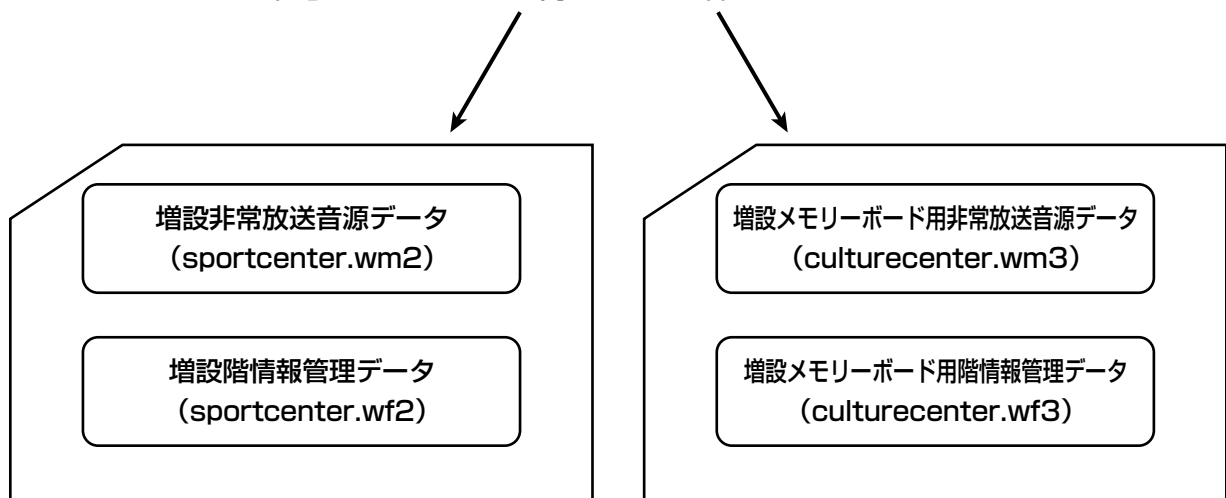 増設非常放送音源データ
（sportcenter.wm2）
増設階情報管理データ
（sportcenter.wf2）
増設メモリーボード用非常放送音源データ
（culturecenter.wm3）
増設メモリーボード用階情報管理データ
（culturecenter.wf3）